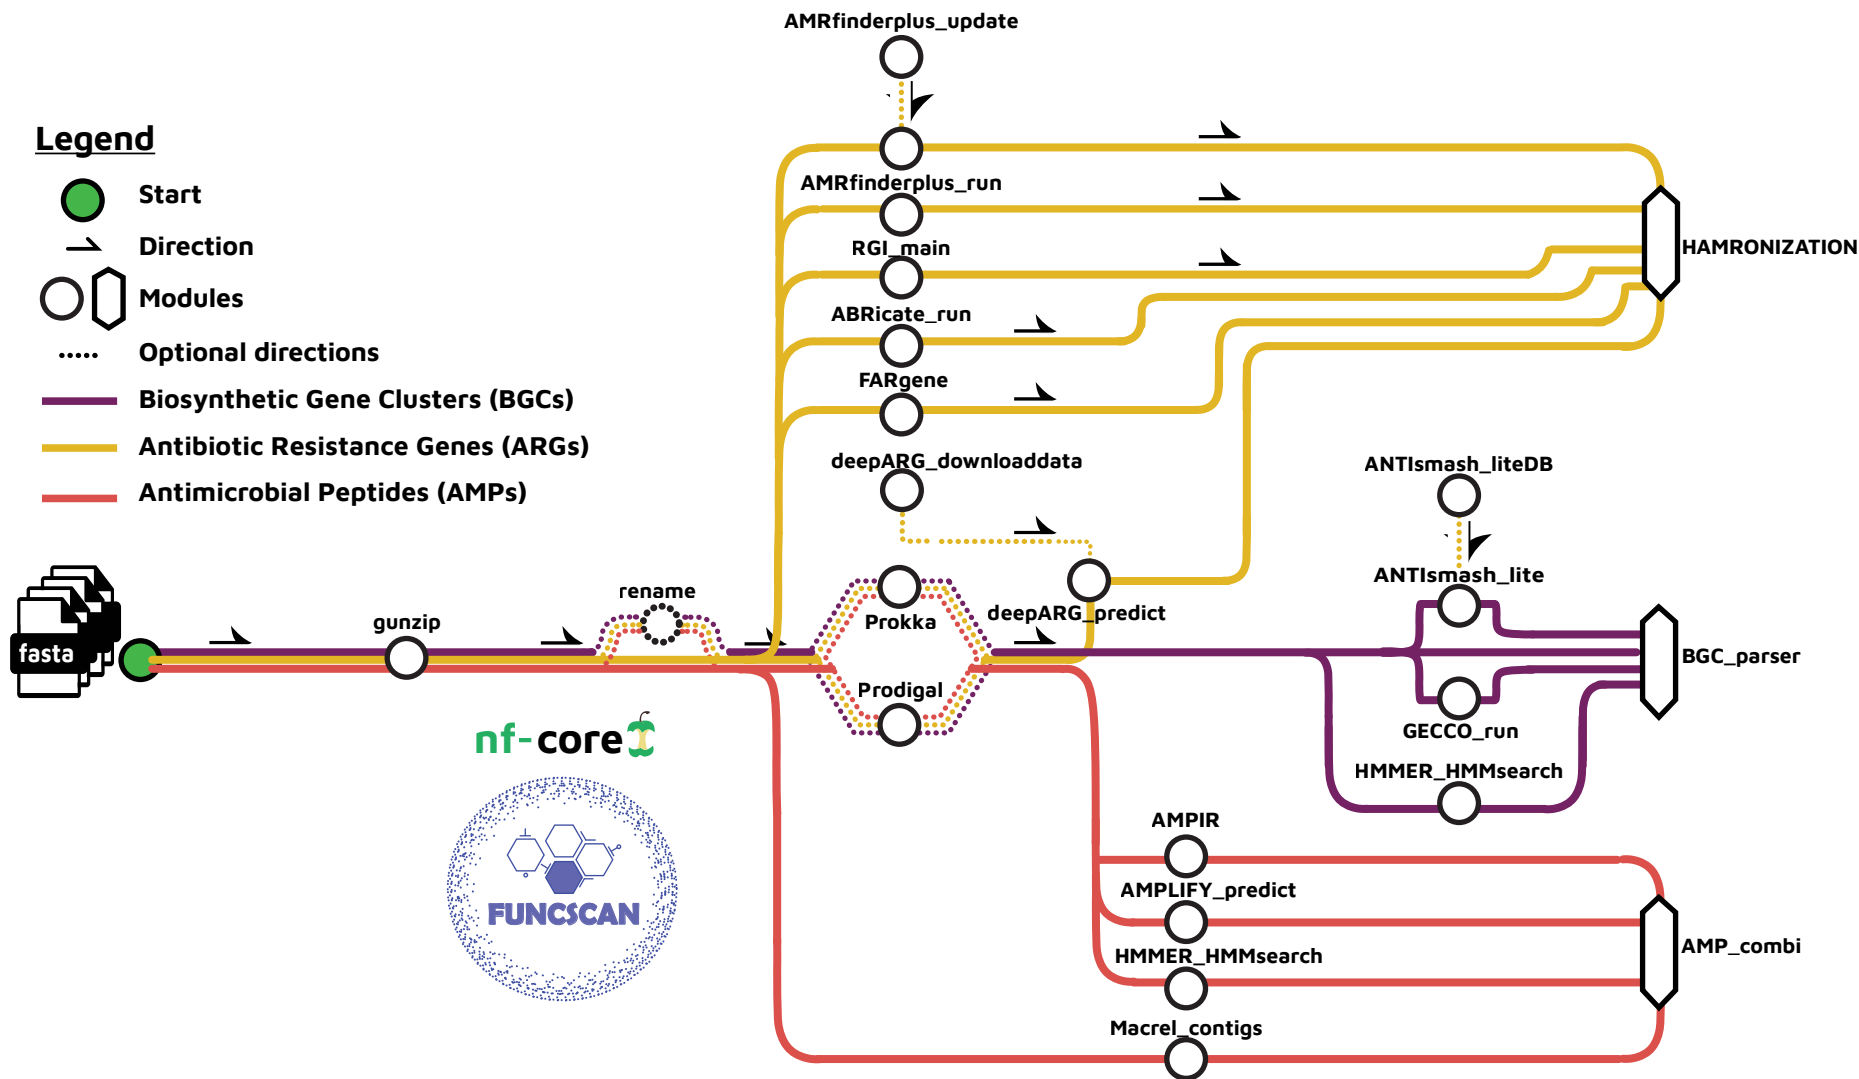 AMRfinderplus_update
Legend
Start
Direction
Modules
Optional directions
Biosynthetic Gene Clusters (BGCs)
Antibiotic Resistance Genes (ARGs)
Antimicrobial Peptides (AMPs)
AMRfinderplus_run
RGI_main
ABRicate_run
FARgene
deepARG_downloaddata
HAMRONIZATION
ANTIsmash_liteDB
ANTIsmash_lite
fasta
gunzip
rename
Prokka
deepARG_predict
Prodigal
BGC_parser
GECCO_run
HMMER_HMMsearch
nf-core
FUNCSCAN
AMPIR
AMPLIFY_predict
HMMER_HMMsearch
Macrel_contigs
AMP_combi